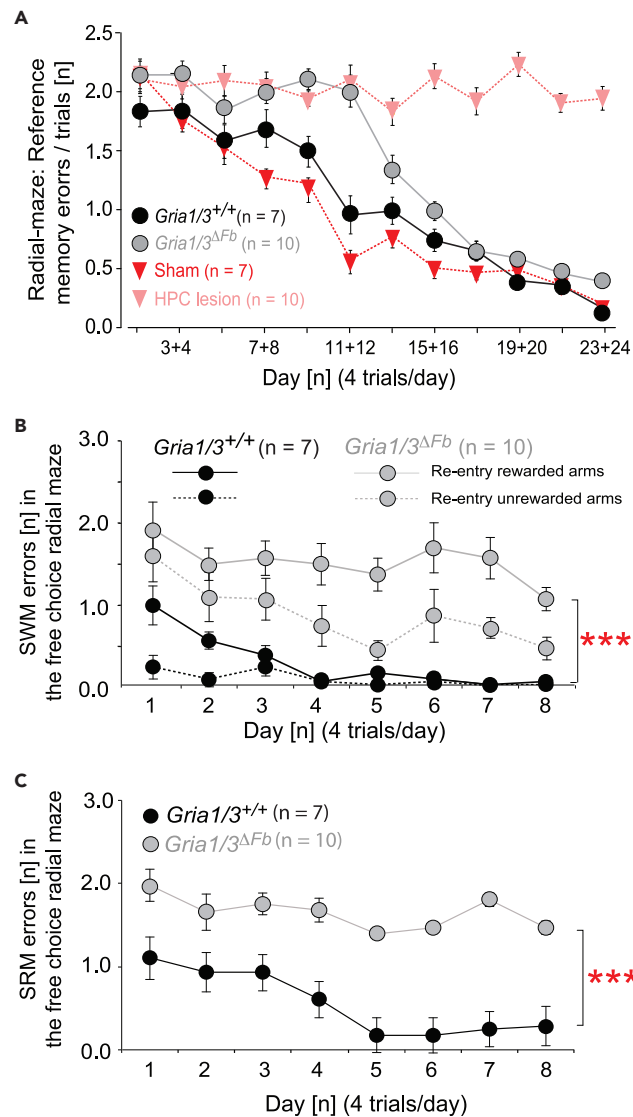 A
Radial-maze: Reference
memory erorrs / trials [n]
2.5
2.0
1.5
1.0
0.5
0.0
Gria1/3+/+ (n = 7)
Gria1/3ΔFb (n = 10)
Sham (n = 7)
HPC lesion (n = 10)
3+4 7+8 11+12 15+16 19+20 23+24
Day [n] (4 trials/day)
B
SWM errors [n] in
the free choice radial maze
3.0
2.0
1.0
0.0
Gria1/3+/+ (n = 7) Gria1/3ΔFb (n = 10)
Re-entry rewarded arms
Re-entry unrewarded arms
***
1 2 3 4 5 6 7 8
Day [n] (4 trials/day)
C
SRM errors [n] in
the free choice radial maze
3.0
2.0
1.0
0.0
Gria1/3+/+ (n = 7)
Gria1/3ΔFb (n = 10)
***
1 2 3 4 5 6 7 8
Day [n] (4 trials/day)